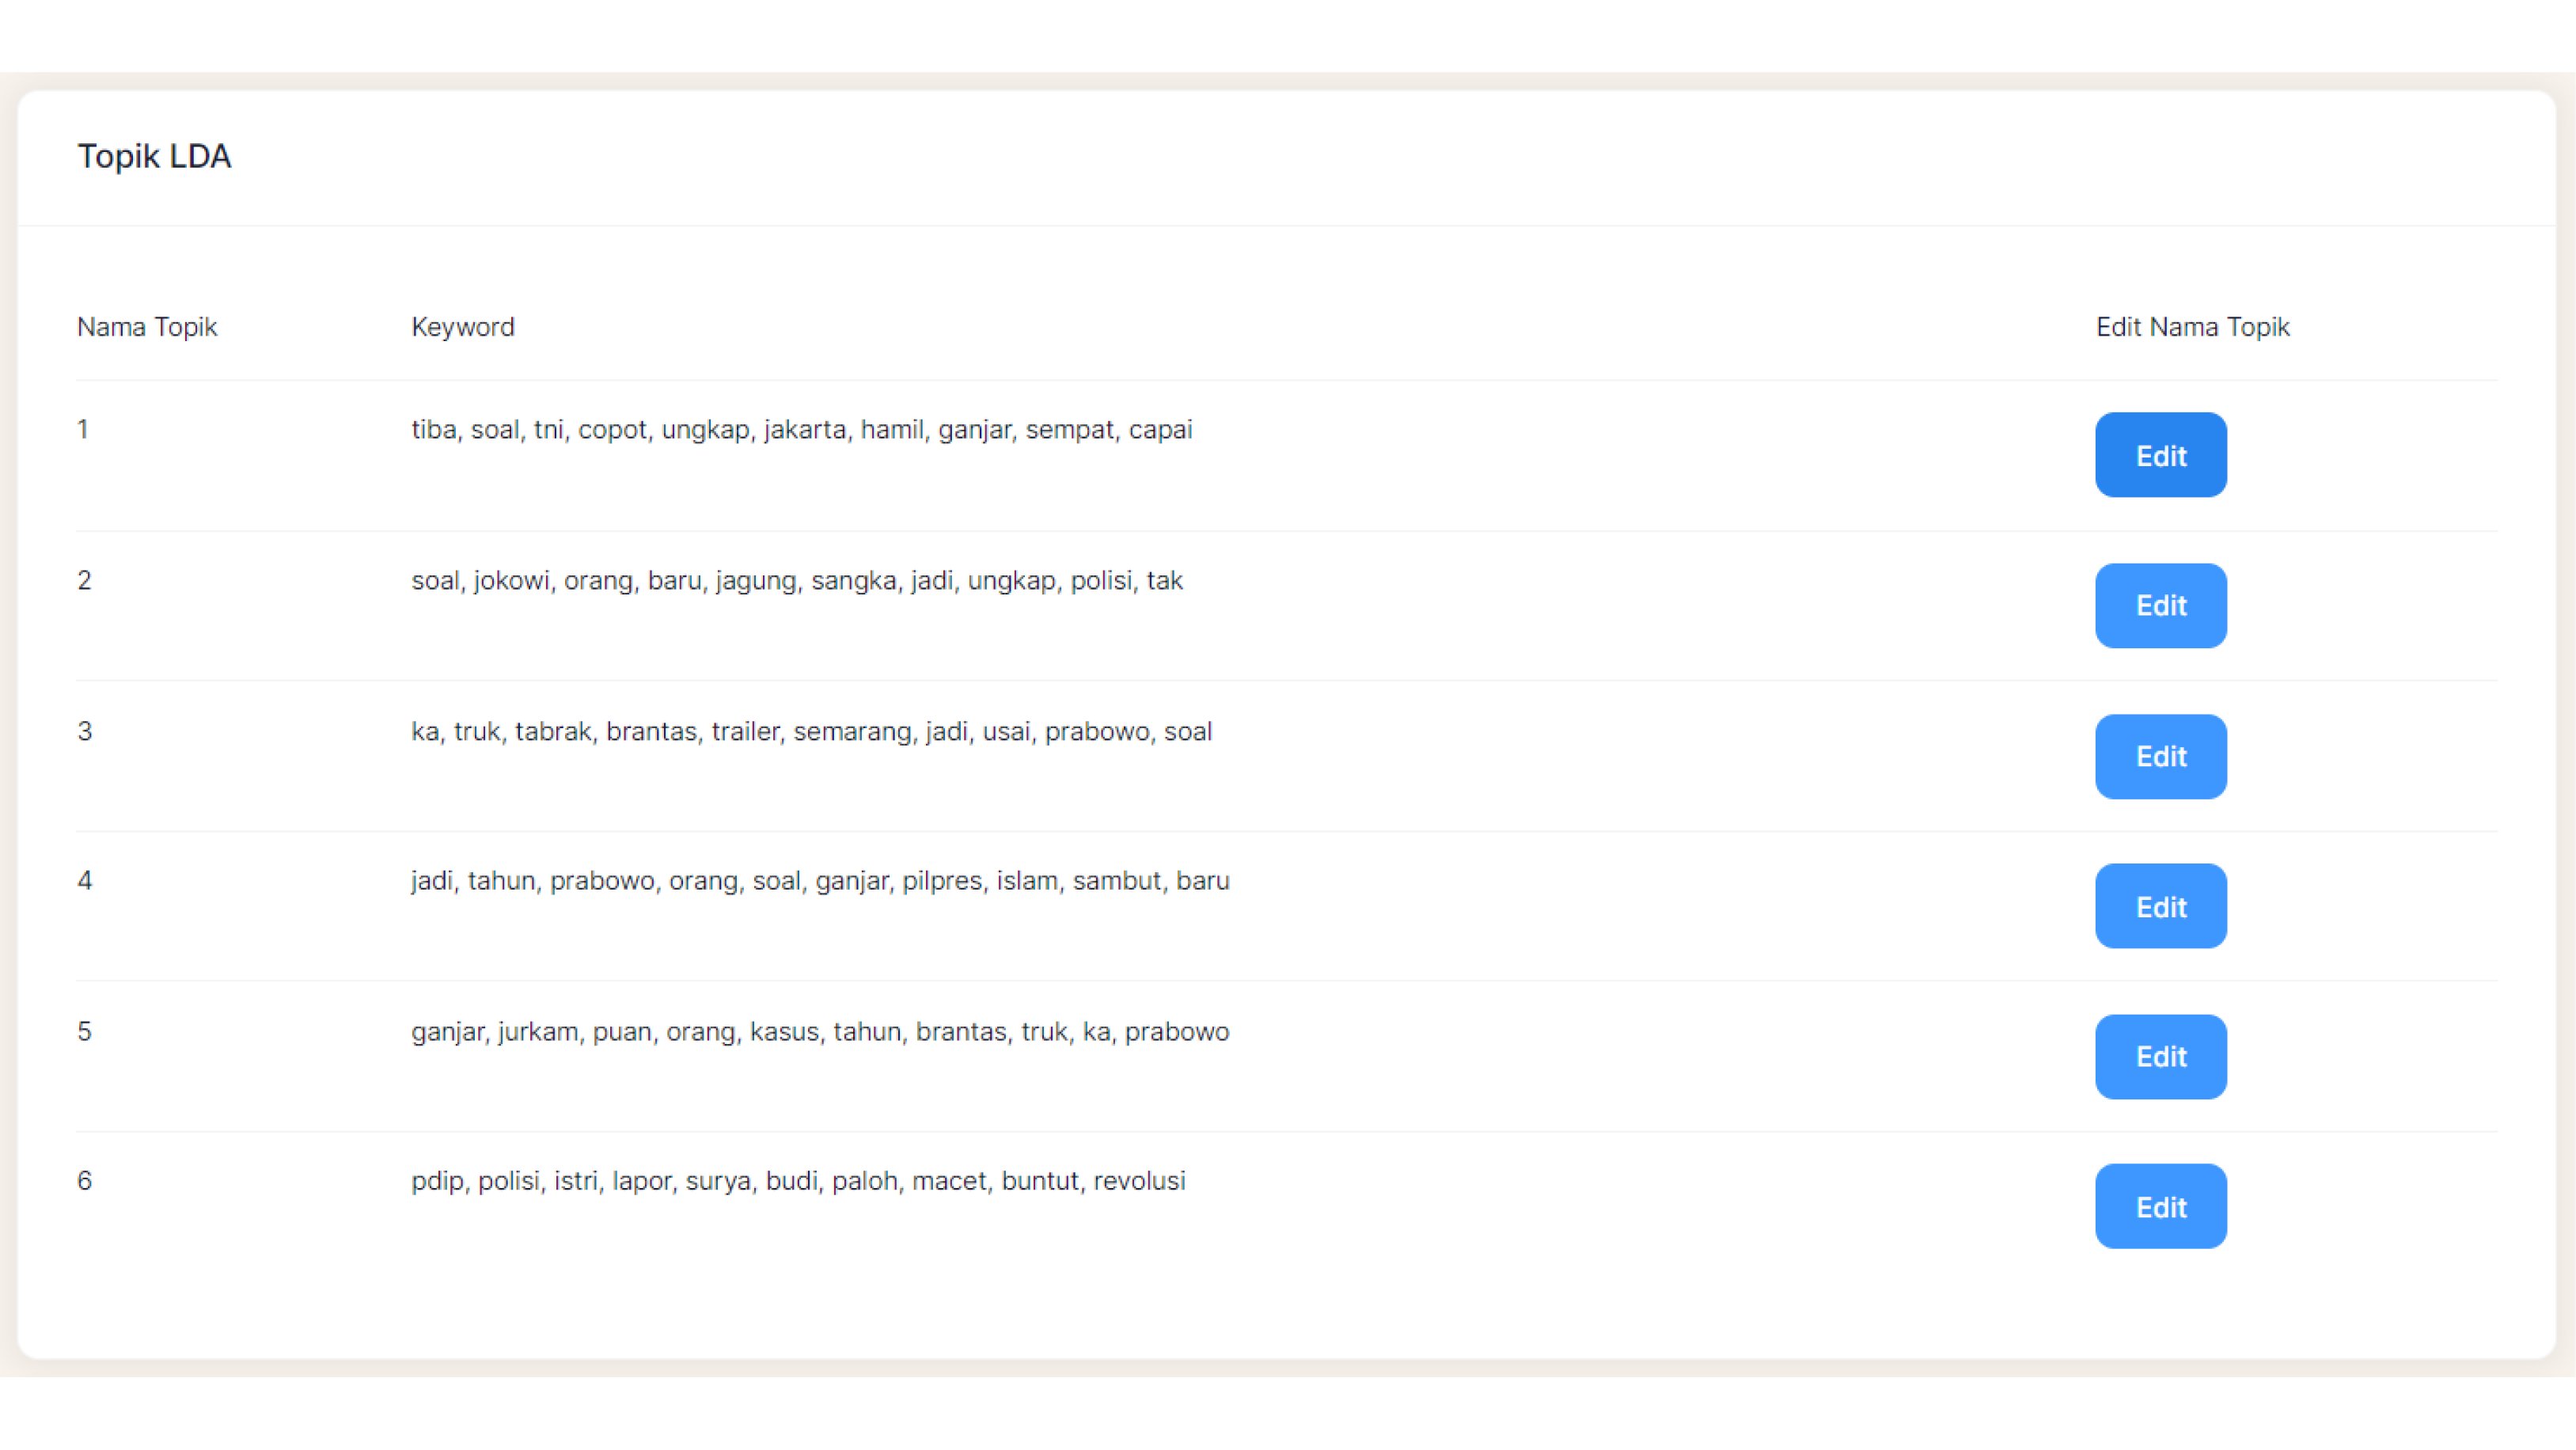 Topik LDA
Nama Topik Keyword Edit Nama Topik
1 tiba, soal, tni, copot, ungkap, jakarta, hamil, ganjar, sempat, capai Edit
2 soal, jokowi, orang, baru, jagung, sangka, jadi, ungkap, polisi, tak Edit
3 ka, truk, tabrak, brantas, trailer, semarang, jadi, usai, prabowo, soal Edit
4 jadi, tahun, prabowo, orang, soal, ganjar, pilpres, islam, sambut, baru Edit
5 ganjar, jurkam, puan, orang, kasus, tahun, brantas, truk, ka, prabowo Edit
6 pdip, polisi, istri, lapor, surya, budi, paloh, macet, buntut, revolusi Edit